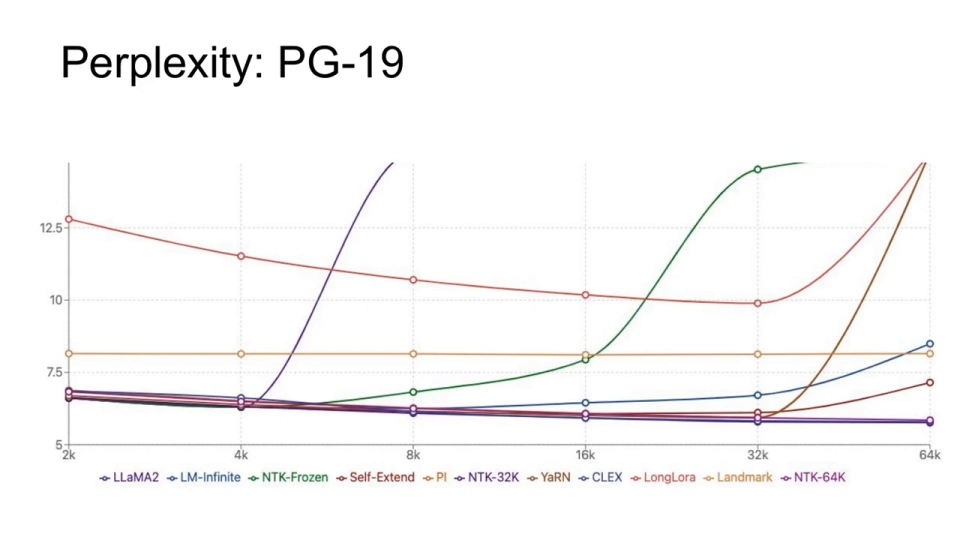 Perplexity: PG-19
12.5
10
7.5
5
2k 4k 8k 16k 32k 64k
LLaMA2 LM-Infinite NTK-Frozen Self-Extend PI NTK-32K YaRN CLEX LongLora Landmark NTK-64K